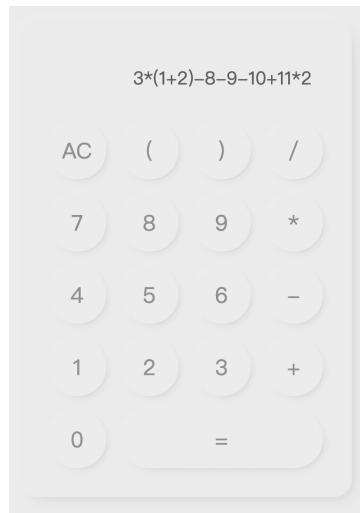 3*(1+2)–8–9–10+11*2
AC ( ) /
7 8 9 *
4 5 6 –
1 2 3 +
0 =